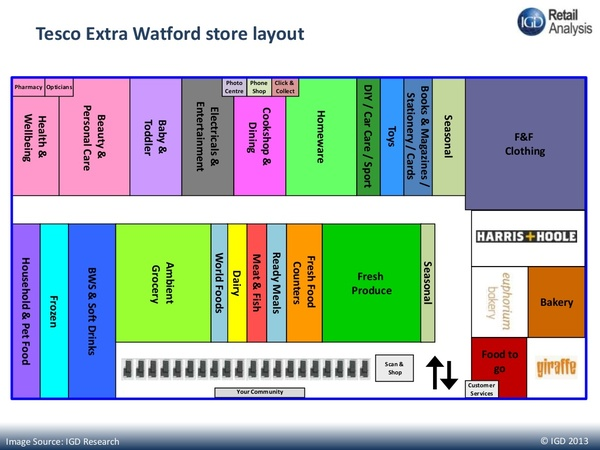 Tesco Extra Watford store layout
IGD
Retail
Analysis
Pharmacy
Opticians
Photo
Centre
Phone
Shop
Click &
Collect
Health &
Wellbeing
Beauty &
Personal Care
Baby &
Toddler
Electricals &
Entertainment
Cookshop &
Dining
Homeware
DIY / Car Care / Sport
Toys
Books & Magazines /
Stationery / Cards
Seasonal
F&F
Clothing
Household & Pet Food
Frozen
BWS & Soft Drinks
Ambient
Grocery
World Foods
Dairy
Meat & Fish
Ready Meals
Fresh Food
Counters
Fresh
Produce
Seasonal
HARRIS+HOOLE
euphorium
bakery
Bakery
Food to
go
giraffe
Customer
Services
Scan &
Shop
Your Community
Image Source: IGD Research
© IGD 2013